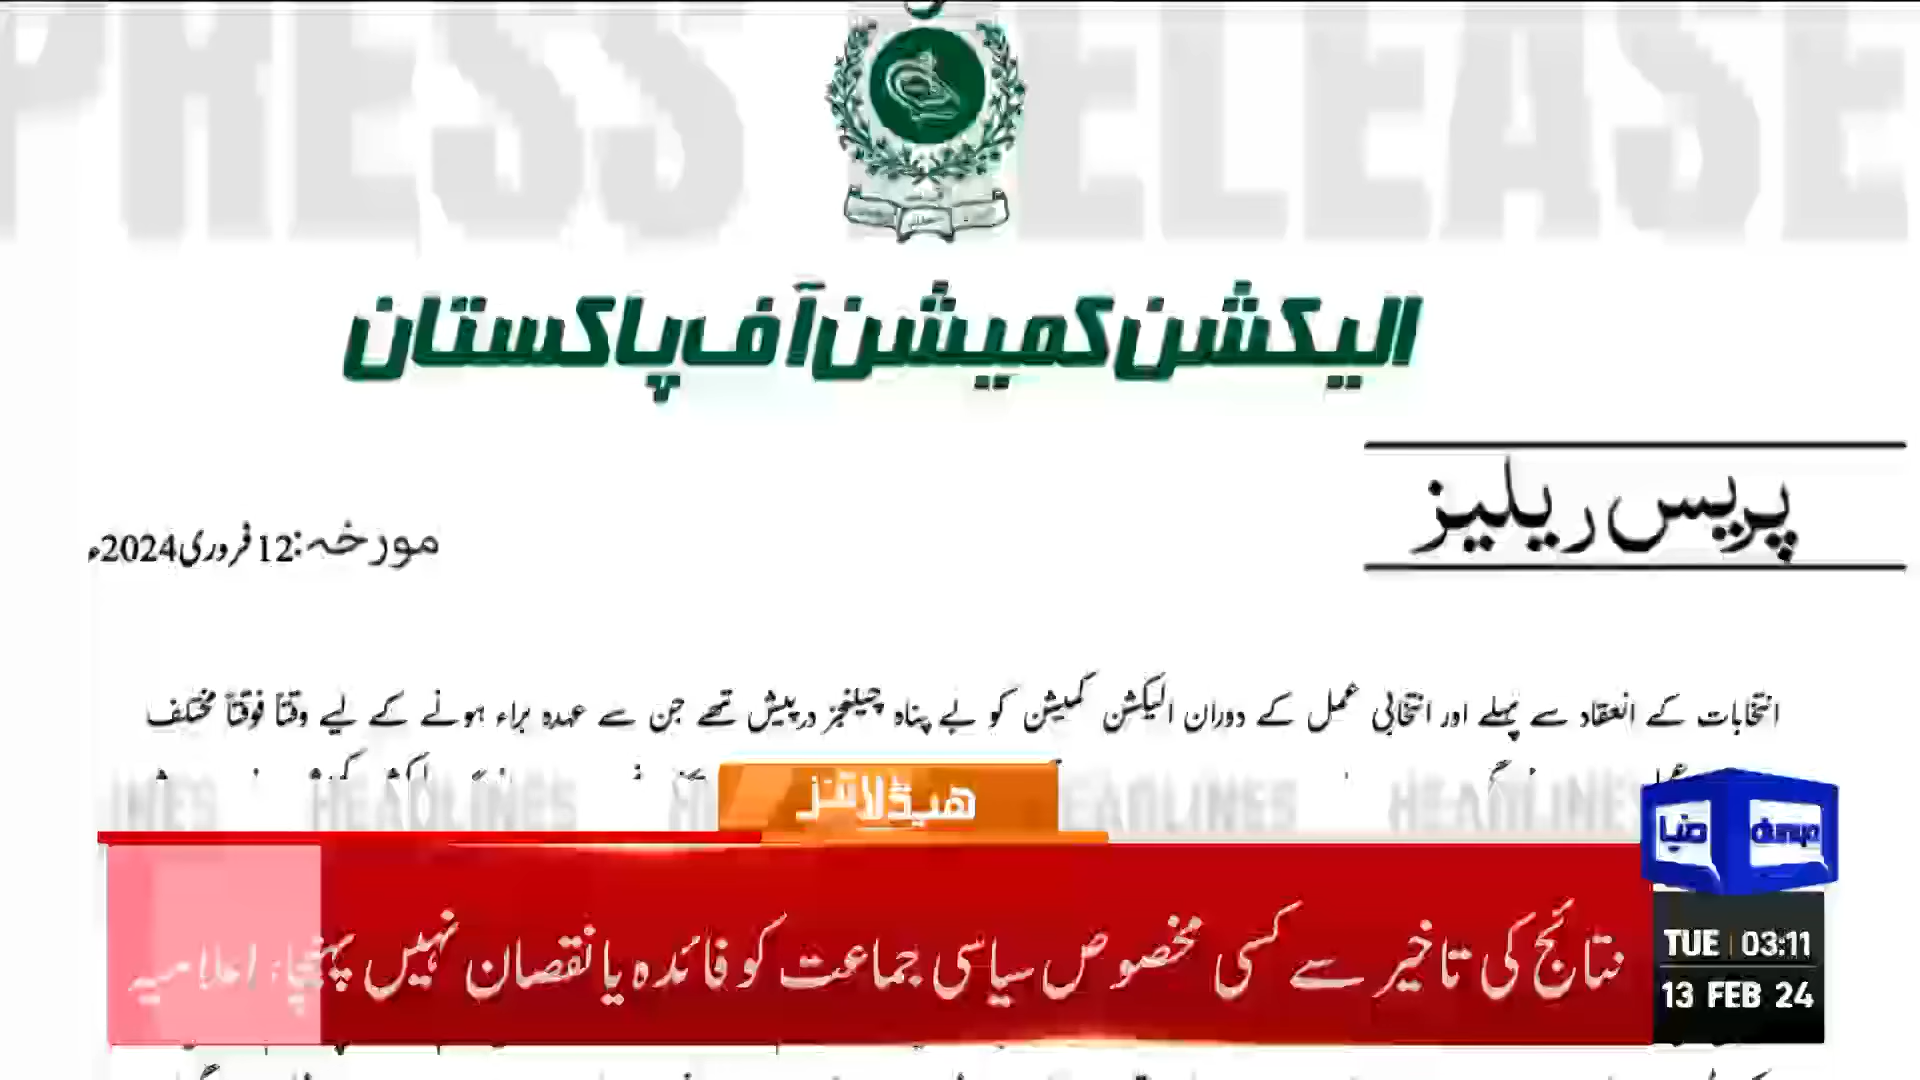 PRESS RELEASE
الیکشن کمیشن آف پاکستان
پریس ریلیز
مورخہ: 12 فروری 2024ء
انتخابات کے انعقاد سے پہلے اور انتخابی عمل کے دوران الیکشن کمیشن کو بے پناہ چیلنجز درپیش تھے جن سے عہدہ براء ہونے کے لیے وقتاً فوقتاً مختلف
HEADLINES HEADLINES HEADLINES
ہیڈلائنز
دنیا dunya
نتائج کی تاخیر سے کسی مخصوص سیاسی جماعت کو فائدہ یا نقصان نہیں پہنچا: اعلامیہ
TUE 03:11
13 FEB 24